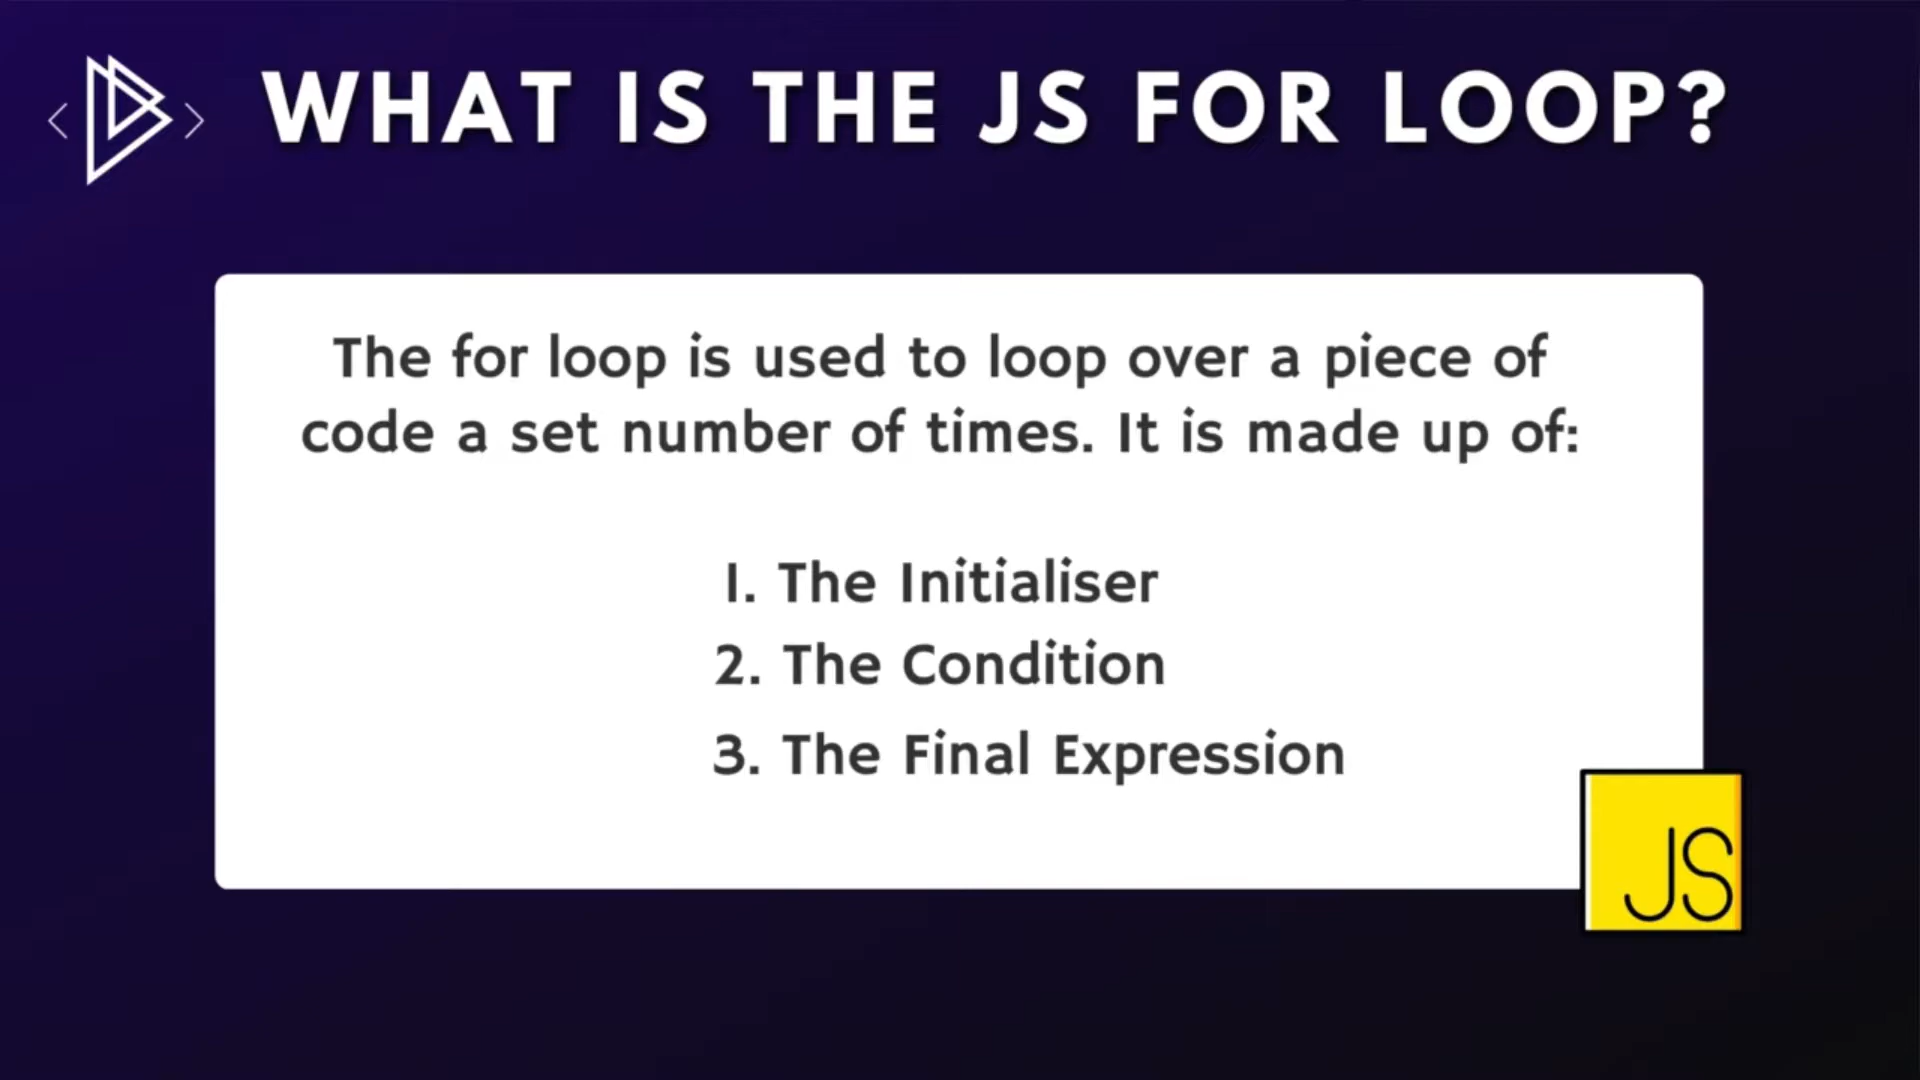 WHAT IS THE JS FOR LOOP?
The for loop is used to loop over a piece of
code a set number of times. It is made up of:
1. The Initialiser
2. The Condition
3. The Final Expression
JS